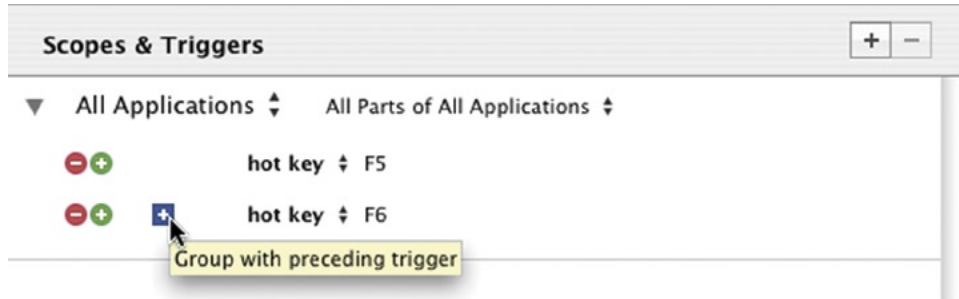 Scopes & Triggers
All Applications All Parts of All Applications
hot key F5
hot key F6
Group with preceding trigger